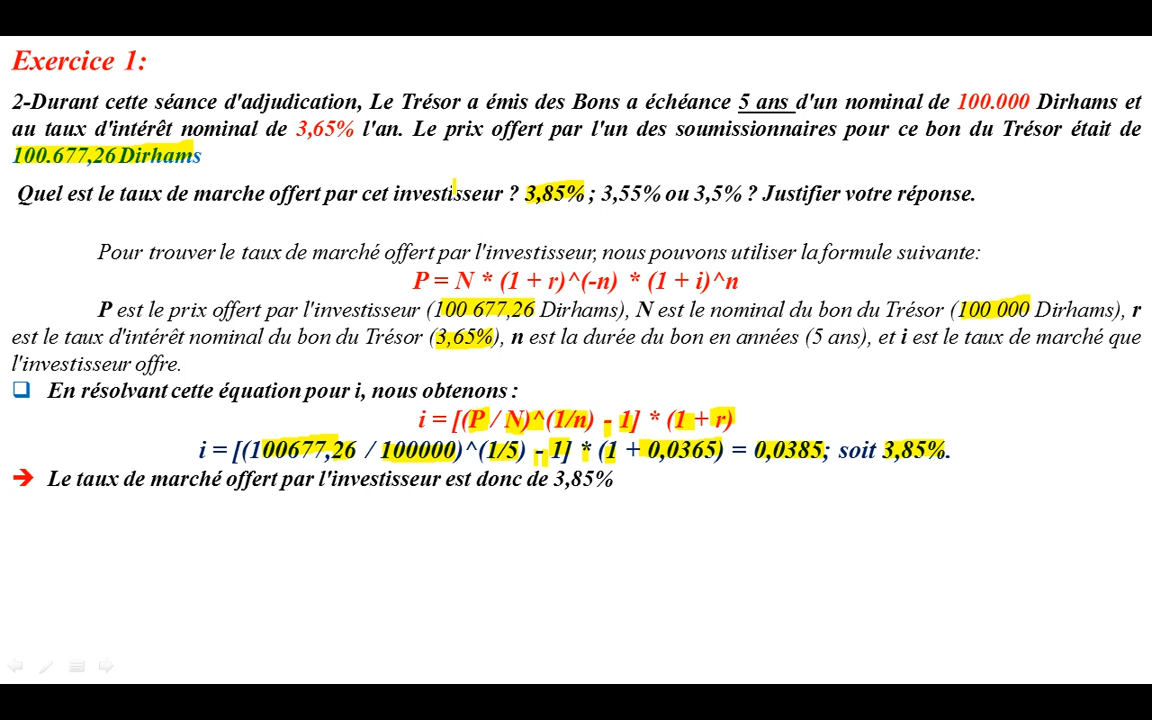 Exercice 1:
2-Durant cette séance d'adjudication, Le Trésor a émis des Bons a échéance 5 ans d'un nominal de 100.000 Dirhams et
au taux d'intérêt nominal de 3,65% l'an. Le prix offert par l'un des soumissionnaires pour ce bon du Trésor était de
100.677,26 Dirhams
Quel est le taux de marche offert par cet investisseur ? 3,85% ; 3,55% ou 3,5% ? Justifier votre réponse.
Pour trouver le taux de marché offert par l'investisseur, nous pouvons utiliser la formule suivante:
P = N * (1 + r)^(-n) * (1 + i)^n
P est le prix offert par l'investisseur (100 677,26 Dirhams), N est le nominal du bon du Trésor (100 000 Dirhams), r
est le taux d'intérêt nominal du bon du Trésor (3,65%), n est la durée du bon en années (5 ans), et i est le taux de marché que
l'investisseur offre.
❑ En résolvant cette équation pour i, nous obtenons :
i = [(P / N)^(1/n) - 1] * (1 + r)
i = [(100677,26 / 100000)^(1/5) - 1] * (1 + 0,0365) = 0,0385; soit 3,85%.
➔ Le taux de marché offert par l'investisseur est donc de 3,85%